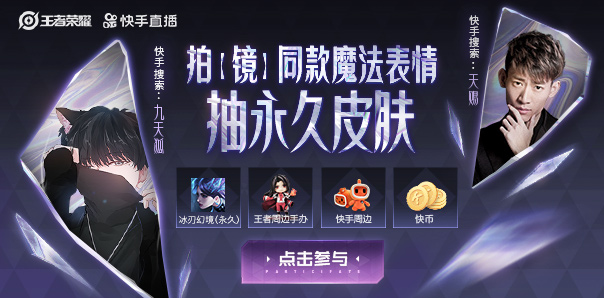 王者荣耀 快手直播
快手搜索：九天狐
拍【镜】同款魔法表情
抽永久皮肤
快手搜索：天娜
冰刃幻境(永久)
王者周边手办
快手周边
快币
点击参与
PARTICIPATE